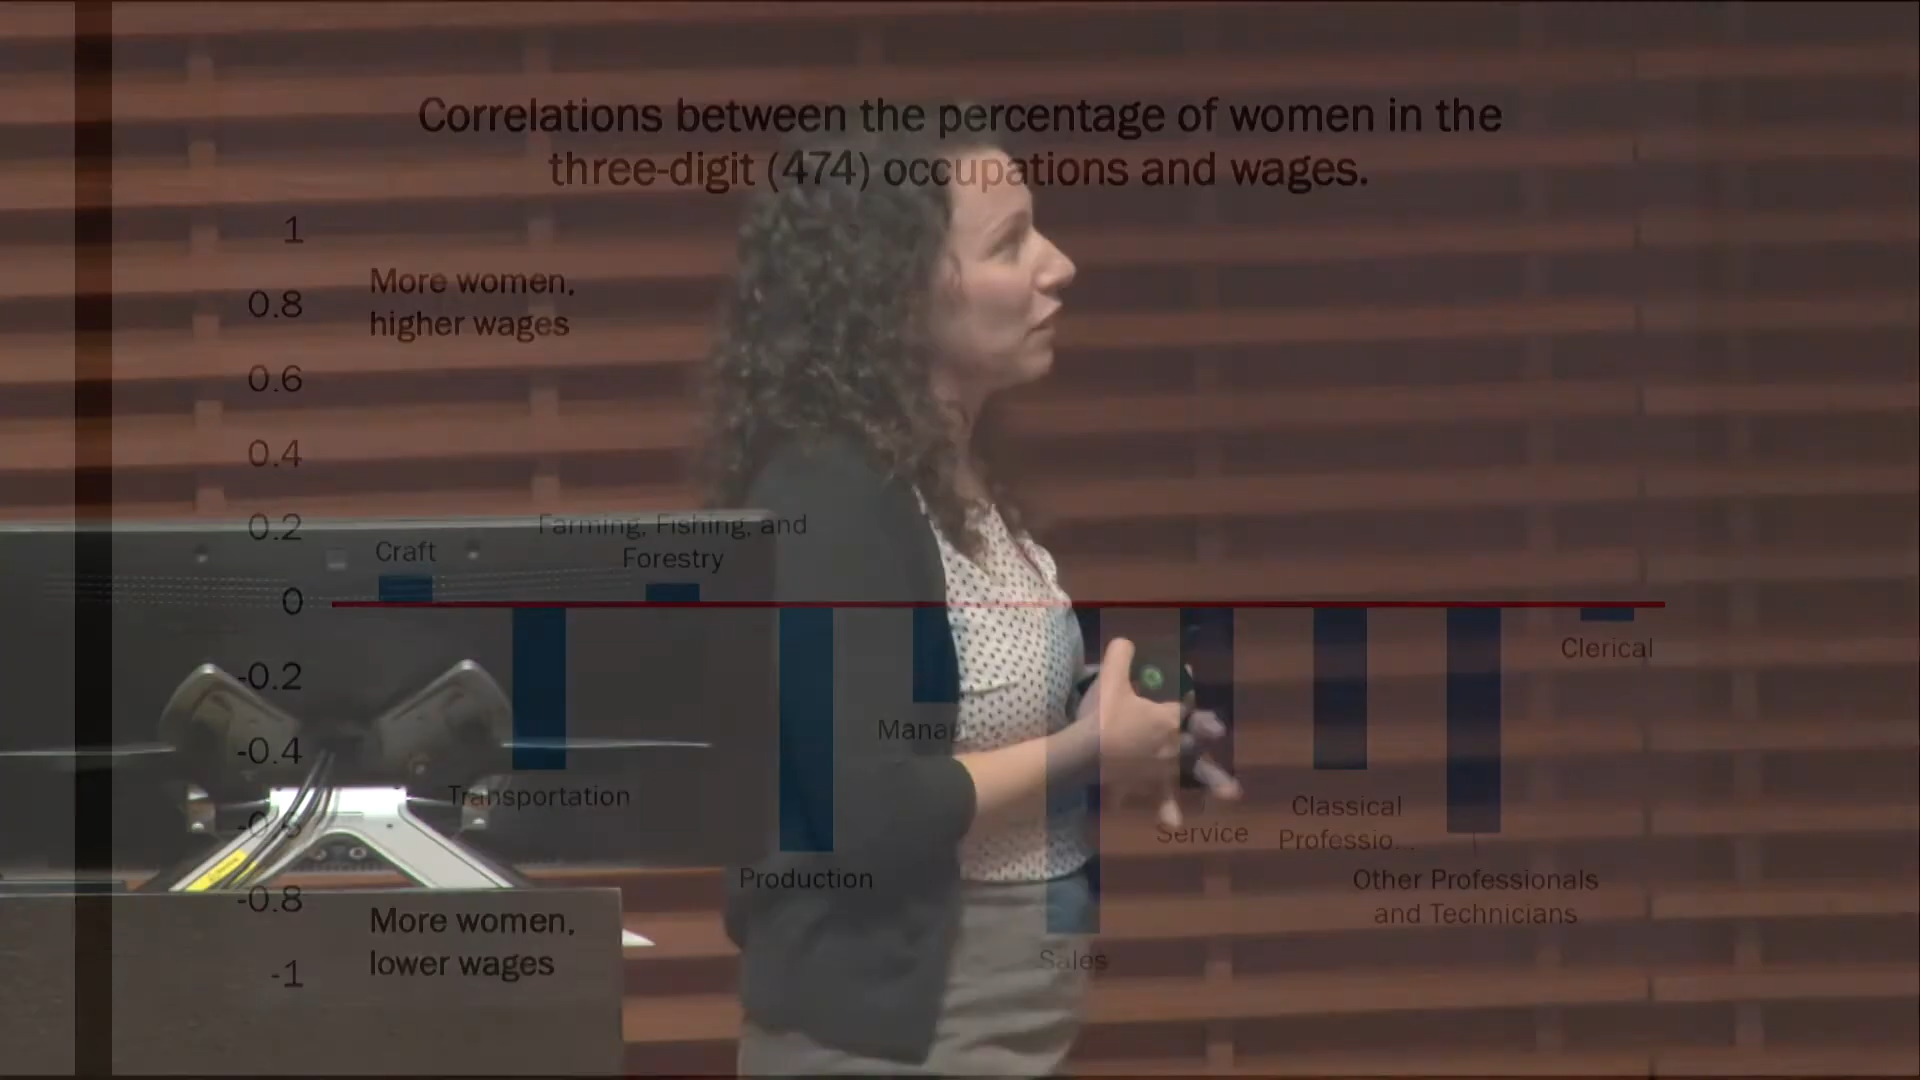 Correlations between the percentage of women in the
three-digit (474) occupations and wages.
1
More women,
higher wages
0.8
0.6
0.4
0.2
Farming, Fishing, and
Forestry
Craft
0
-0.2
Clerical
-0.4
Transportation
Classical
Professio...
Service
Production
Other Professionals
and Technicians
-0.8
More women,
lower wages
Sales
-1